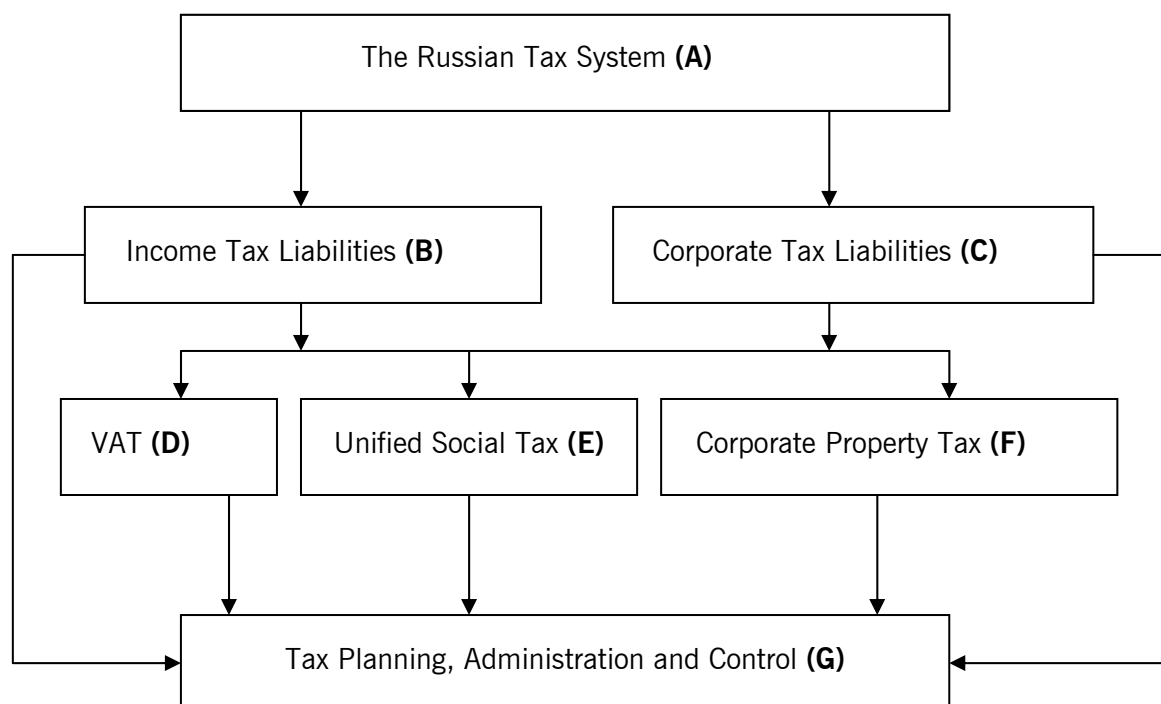 The Russian Tax System (A)
Income Tax Liabilities (B)
Corporate Tax Liabilities (C)
VAT (D)
Unified Social Tax (E)
Corporate Property Tax (F)
Tax Planning, Administration and Control (G)